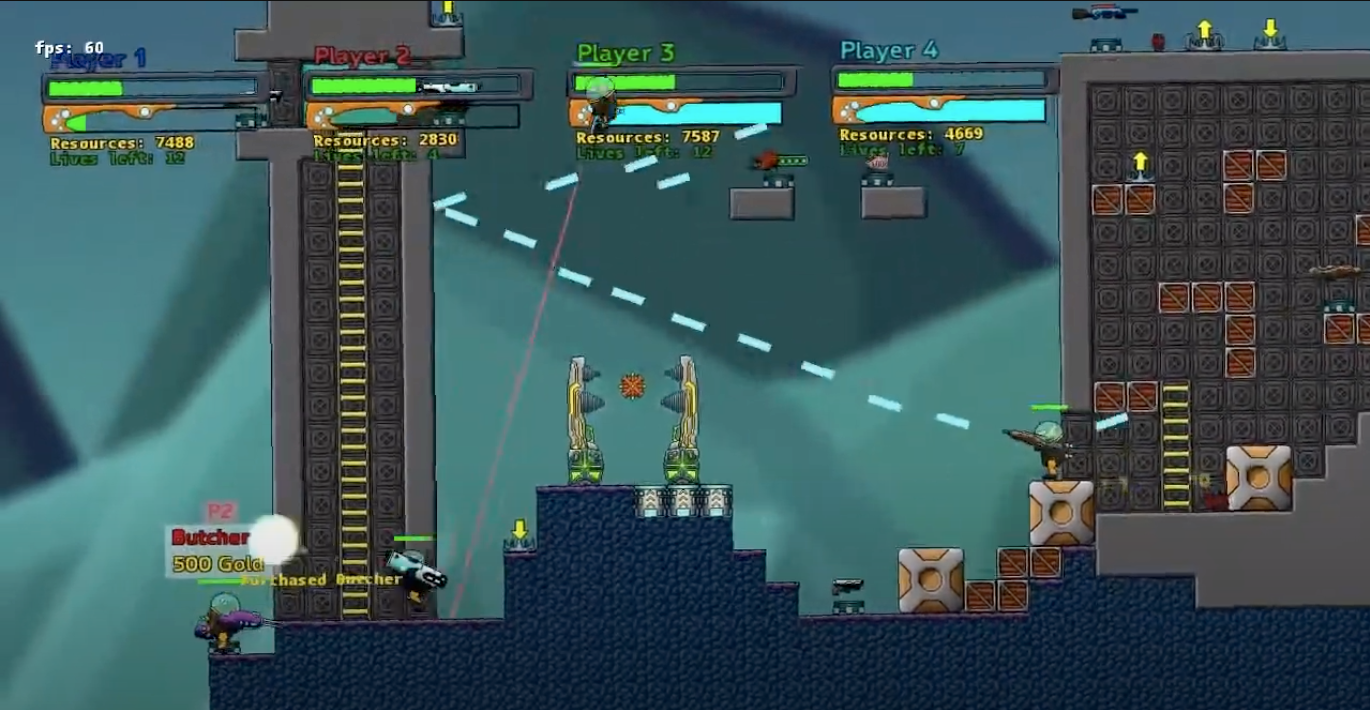 fps: 60
Player 1
Resources: 7488
Lives left: 12
Player 2
Resources: 2830
Lives left: 4
Player 3
Resources: 7587
Lives left: 12
Player 4
Resources: 4669
Lives left: 7
P2
Butcher
500 Gold
Purchased Butcher